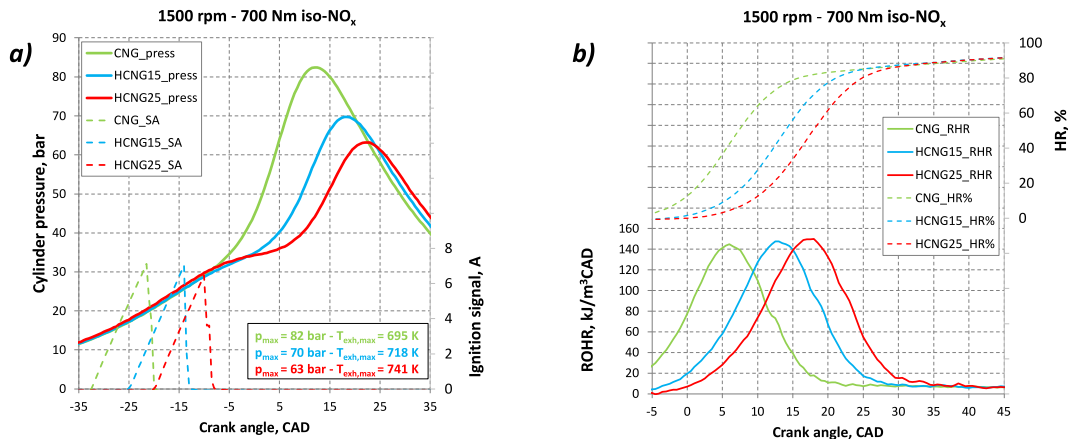 1500 rpm - 700 Nm iso-NOx
a)
Cylinder pressure, bar
90
80
70
60
50
40
30
20
10
0
CNG_press
HCNG15_press
HCNG25_press
CNG_SA
HCNG15_SA
HCNG25_SA
8
6
4
2
0
Ignition signal, A
pmax = 82 bar - Texh,max = 695 K
pmax = 70 bar - Texh,max = 718 K
pmax = 63 bar - Texh,max = 741 K
-35 -25 -15 -5 5 15 25 35
Crank angle, CAD
1500 rpm - 700 Nm iso-NOx
b)
100
80
60
40
20
0
HR, %
CNG_RHR
HCNG15_RHR
HCNG25_RHR
CNG_HR%
HCNG15_HR%
HCNG25_HR%
ROHR, kJ/m3CAD
160
140
120
100
80
60
40
20
0
-5 0 5 10 15 20 25 30 35 40 45
Crank angle, CAD